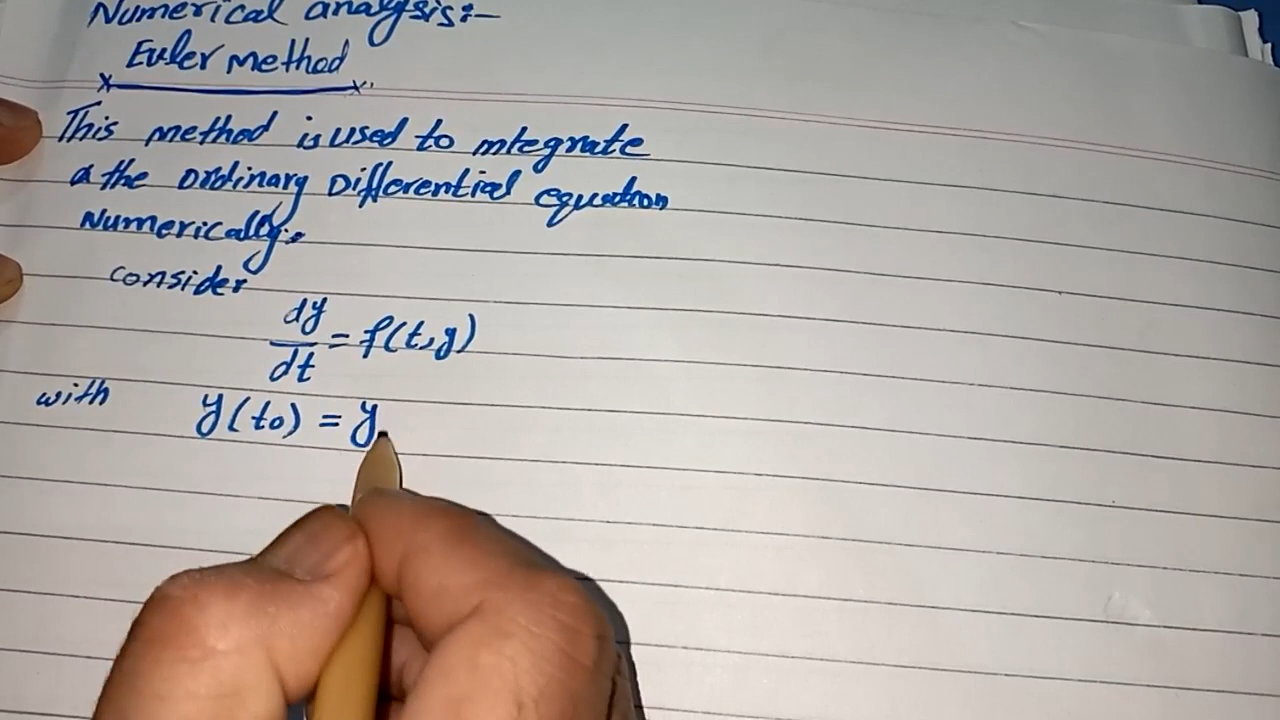 Numerical analysis:-
Euler Method
This method is used to integrate
a the ordinary Differential equation
Numerically.
consider
dy/dt = f(t,y)
with y(to) = y